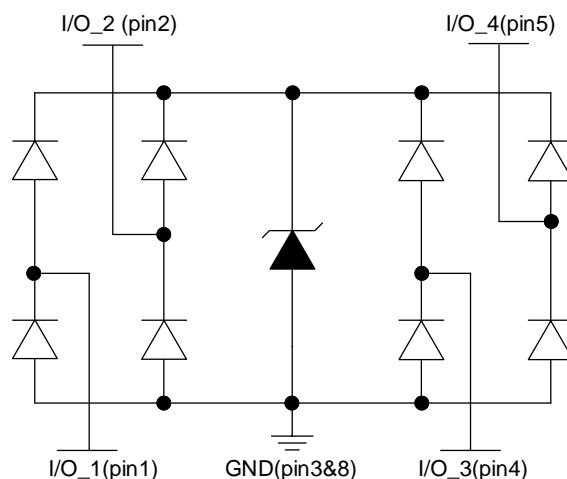 I/O_2 (pin2)
I/O_4(pin5)
I/O_1(pin1)
GND(pin3&8)
I/O_3(pin4)